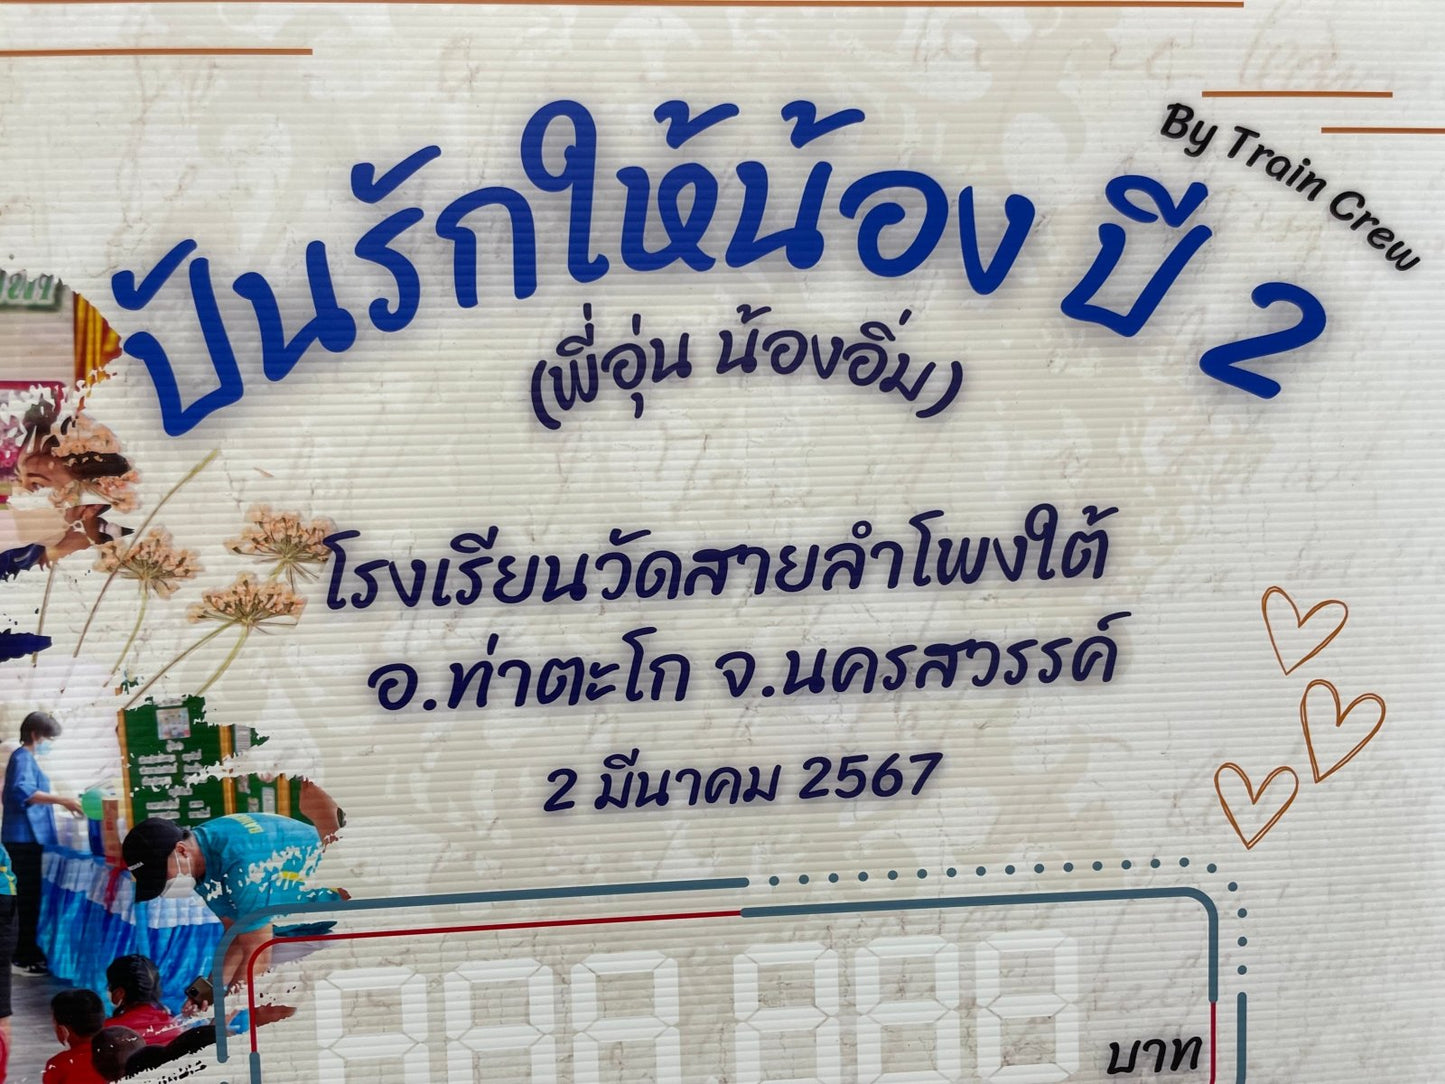 By Train Crew
ปันรักให้น้อง ปี 2
(พี่อุ่น น้องอิ่ม)
โรงเรียนวัดสายลำโพงใต้
อ.ท่าตะโก จ.นครสวรรค์
2 มีนาคม 2567
บาท